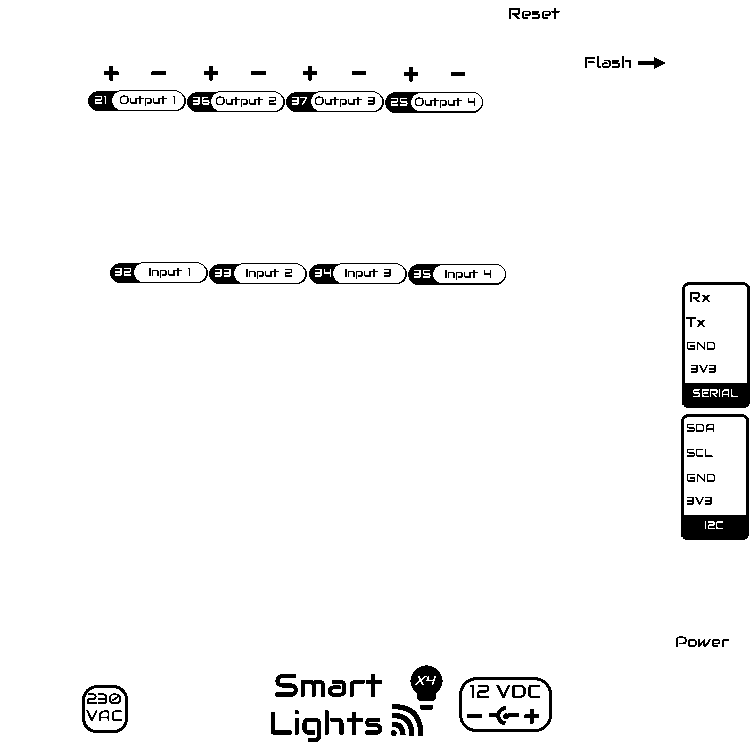 Reset
Flash →
+ − + − + − + −
21 Output 1 36 Output 2 37 Output 3 25 Output 4
32 Input 1 33 Input 2 34 Input 3 35 Input 4
Rx
Tx
GND
3V3
SERIAL
SDA
SCL
GND
3V3
I2C
Power
230
VAC
Smart
Lights
X4
12 VDC
− +